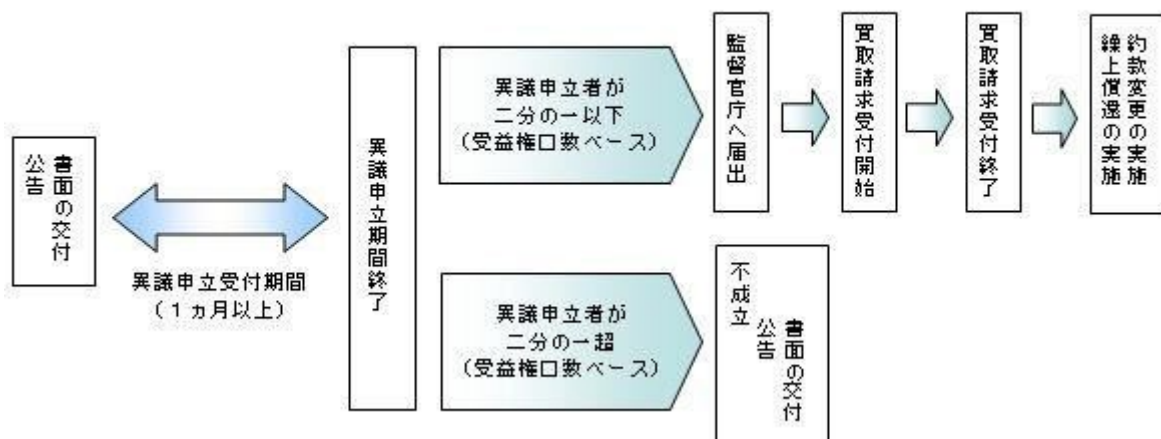 書面の交付
公告
異議申立受付期間
(1ヵ月以上)
異議申立期間終了
異議申立者が
二分の一以下
(受益権口数ベース)
監督官庁へ届出
買取請求受付開始
買取請求受付終了
約款変更の実施
繰上償還の実施
異議申立者が
二分の一超
(受益権口数ベース)
不成立
書面の交付
公告